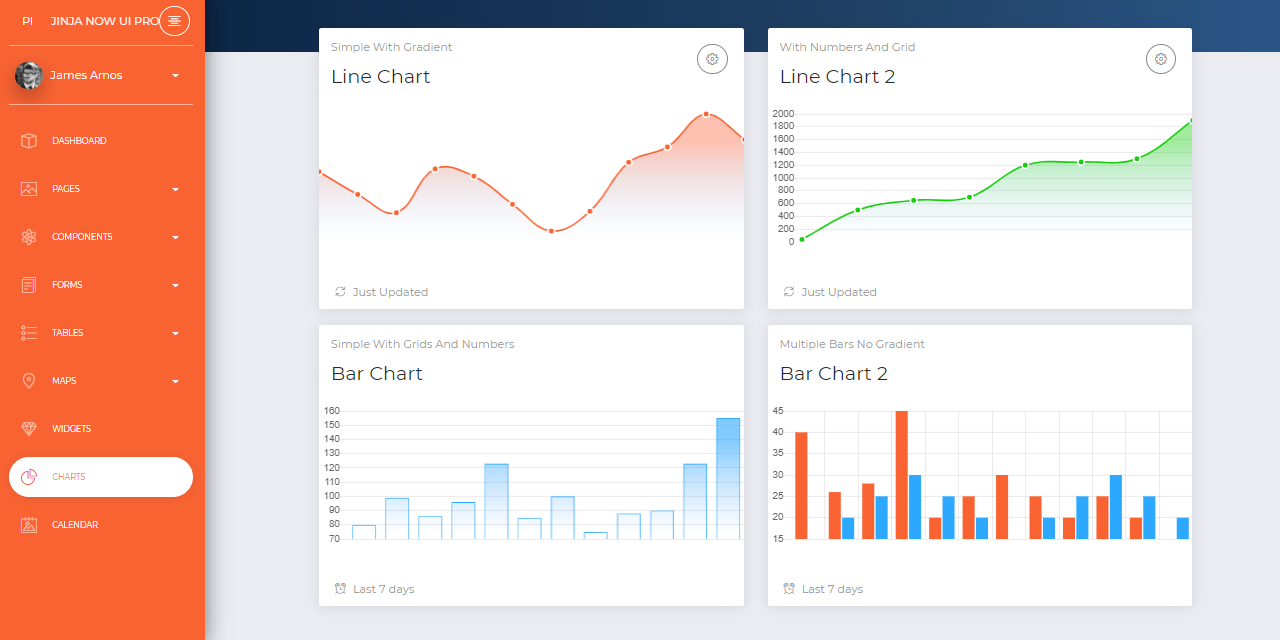 PI JINJA NOW UI PRO
James Amos
DASHBOARD
PAGES
COMPONENTS
FORMS
TABLES
MAPS
WIDGETS
CHARTS
CALENDAR
Simple With Gradient
Line Chart
Just Updated
With Numbers And Grid
Line Chart 2
2000
1800
1600
1400
1200
1000
800
600
400
200
0
Just Updated
Simple With Grids And Numbers
Bar Chart
160
150
140
130
120
110
100
90
80
70
Last 7 days
Multiple Bars No Gradient
Bar Chart 2
45
40
35
30
25
20
15
Last 7 days